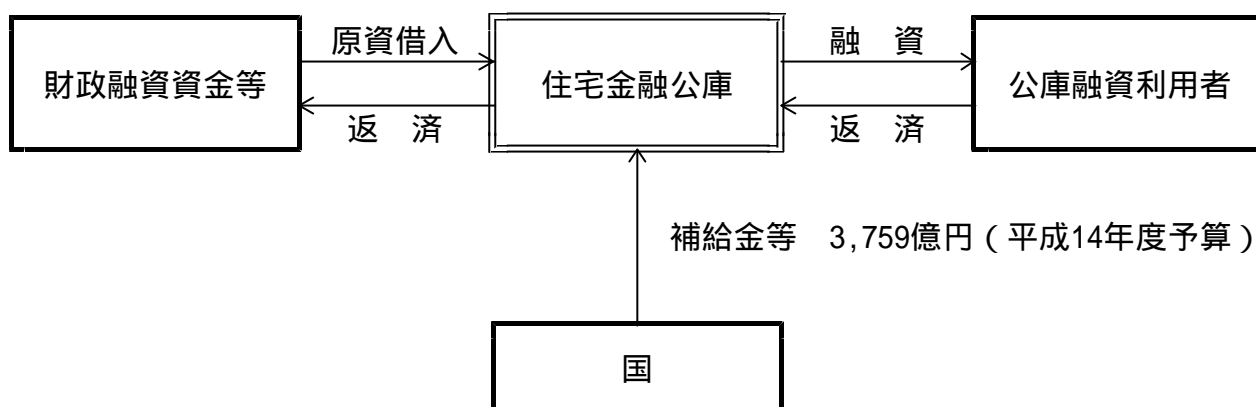 原資借入
融 資
財政融資資金等
住宅金融公庫
公庫融資利用者
返 済
返 済
補給金等 3,759億円(平成14年度予算)
国